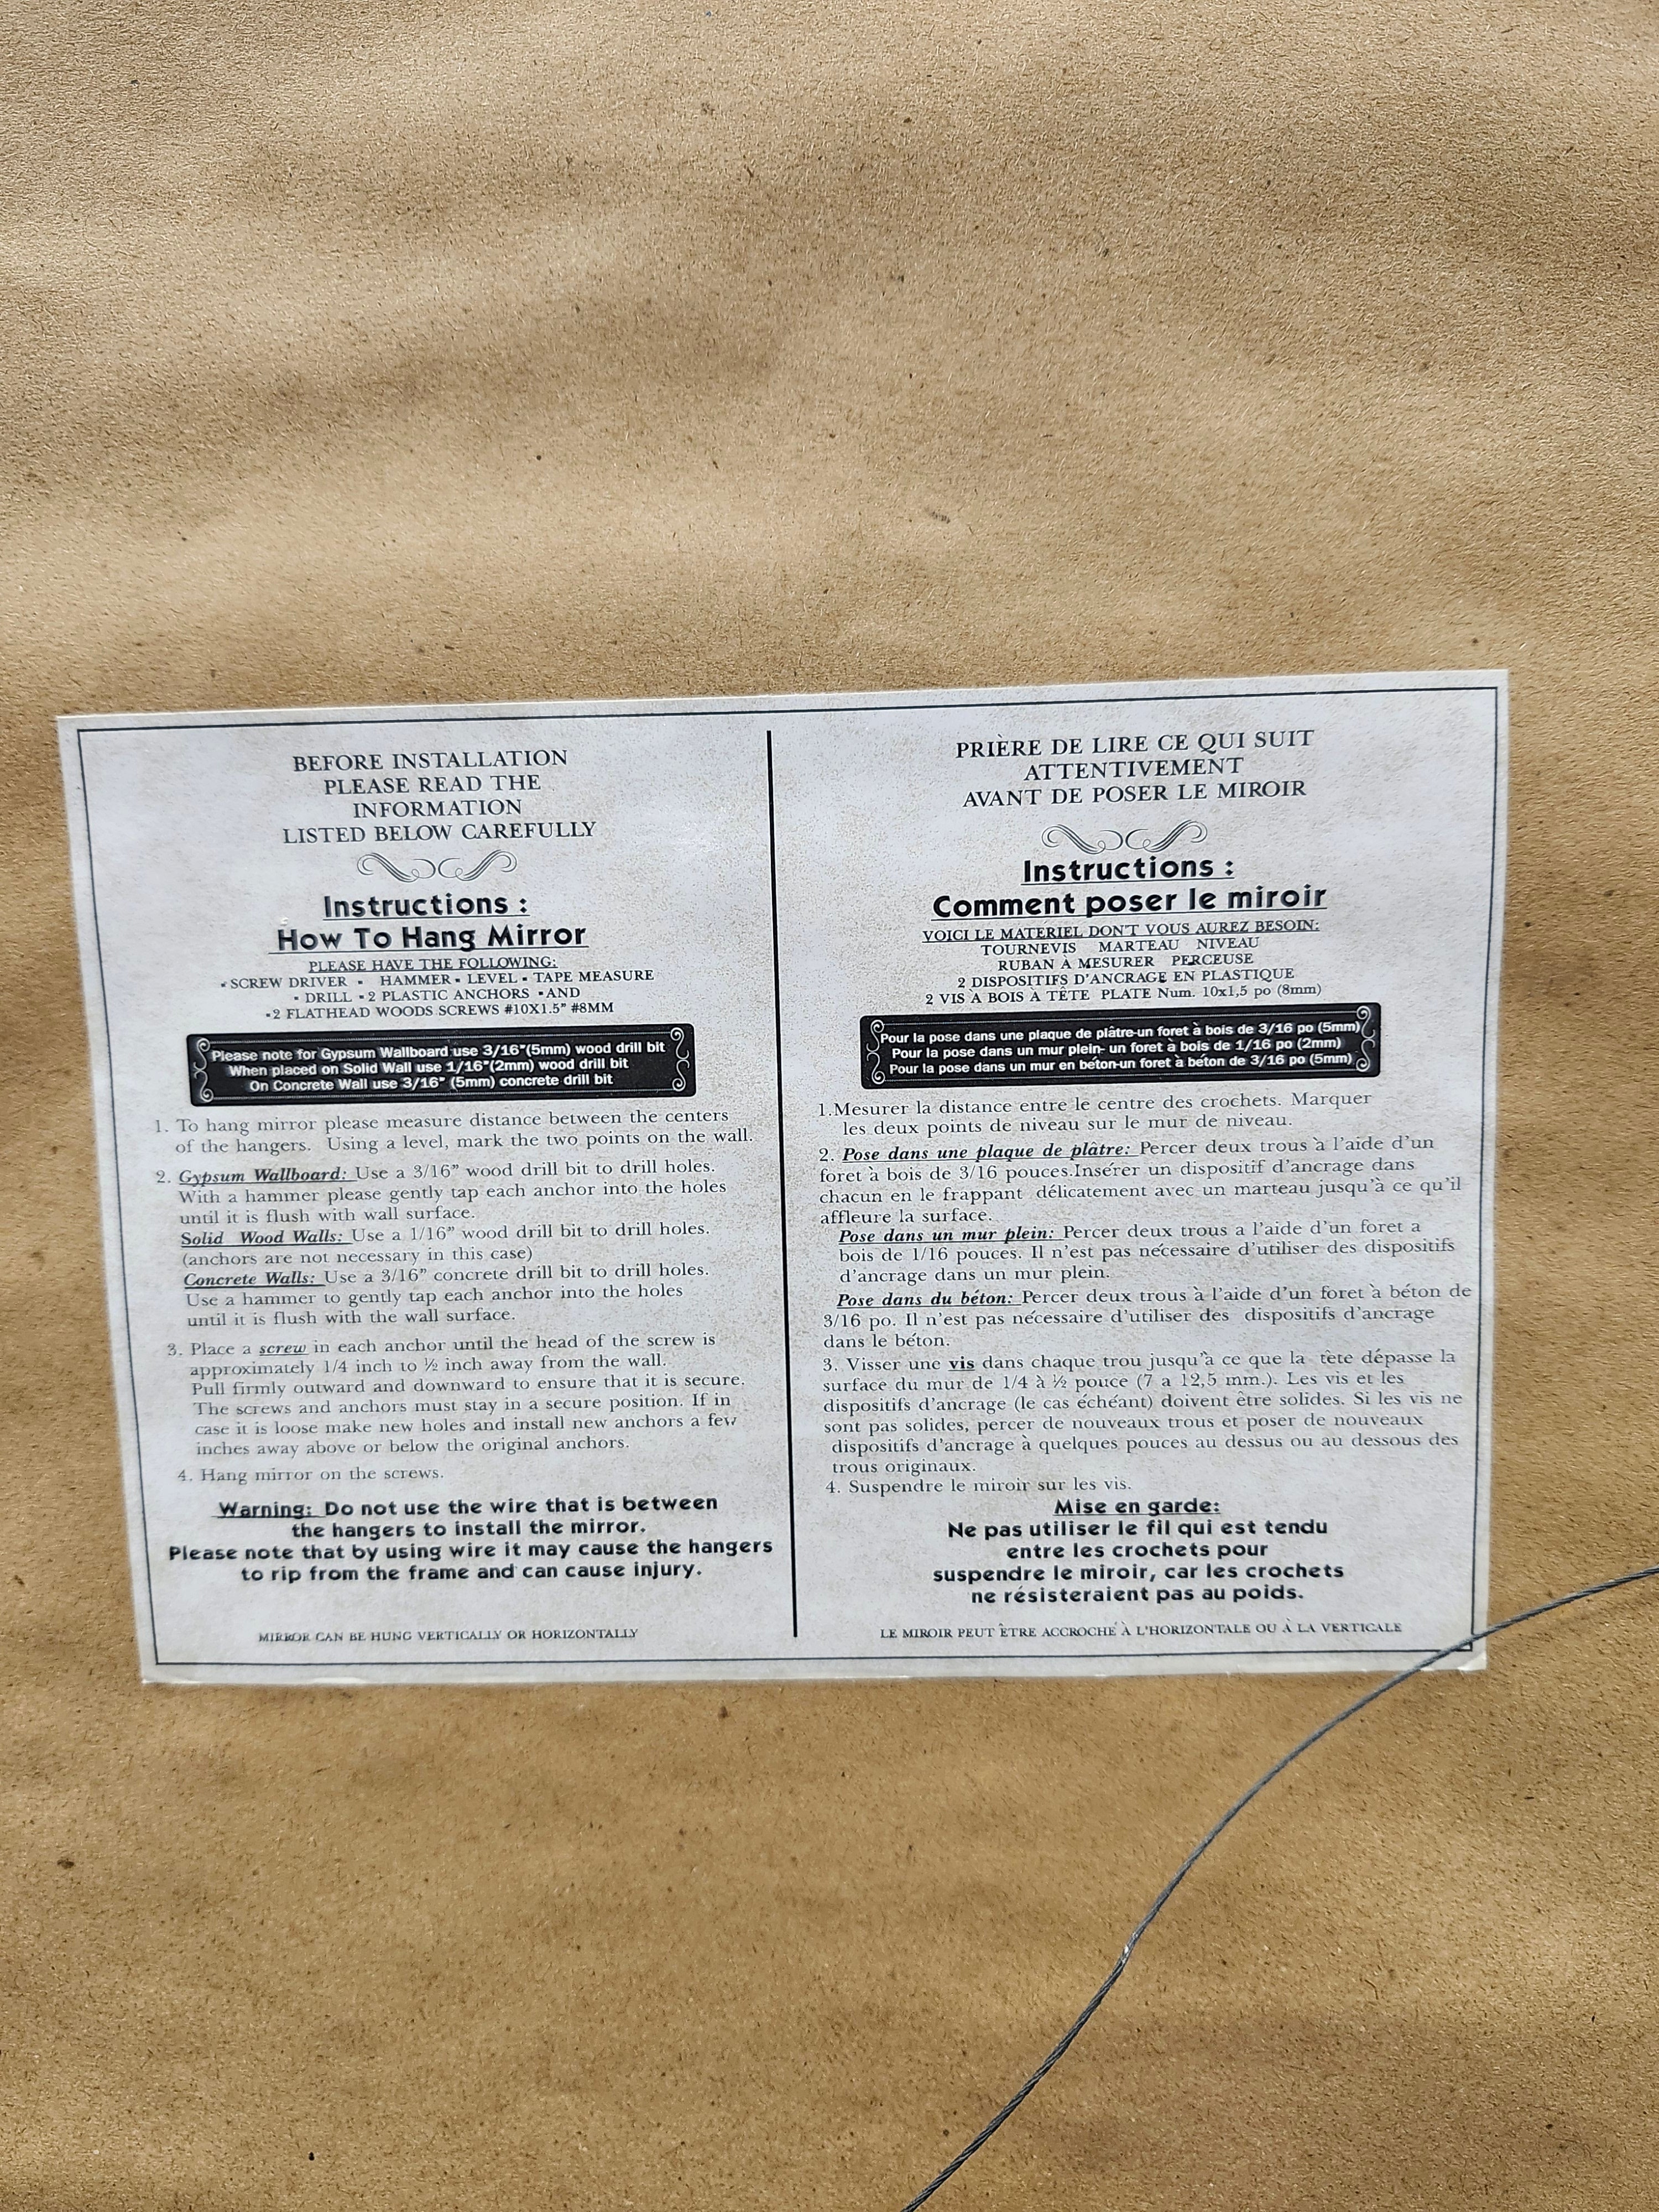 BEFORE INSTALLATION
PLEASE READ THE
INFORMATION
LISTED BELOW CAREFULLY
Instructions :
How To Hang Mirror
PLEASE HAVE THE FOLLOWING:
▪SCREW DRIVER ▪ HAMMER▪ LEVEL▪ TAPE MEASURE
▪ DRILL ▪2 PLASTIC ANCHORS ▪AND
▪2 FLATHEAD WOODS SCREWS #10X1.5" #8MM
Please note for Gypsum Wallboard use 3/16"(5mm) wood drill bit
When placed on Solid Wall use 1/16"(2mm) wood drill bit
On Concrete Wall use 3/16" (5mm) concrete drill bit
1. To hang mirror please measure distance between the centers
of the hangers. Using a level, mark the two points on the wall.
2. Gypsum Wallboard: Use a 3/16" wood drill bit to drill holes.
With a hammer please gently tap each anchor into the holes
until it is flush with wall surface.
Solid Wood Walls: Use a 1/16" wood drill bit to drill holes.
(anchors are not necessary in this case)
Concrete Walls: Use a 3/16" concrete drill bit to drill holes.
Use a hammer to gently tap each anchor into the holes
until it is flush with the wall surface.
3. Place a screw in each anchor until the head of the screw is
approximately 1/4 inch to ½ inch away from the wall.
Pull firmly outward and downward to ensure that it is secure.
The screws and anchors must stay in a secure position. If in
case it is loose make new holes and install new anchors a few
inches away above or below the original anchors.
4. Hang mirror on the screws.
Warning: Do not use the wire that is between
the hangers to install the mirror.
Please note that by using wire it may cause the hangers
to rip from the frame and can cause injury.
MIRROR CAN BE HUNG VERTICALLY OR HORIZONTALLY
PRIÈRE DE LIRE CE QUI SUIT
ATTENTIVEMENT
AVANT DE POSER LE MIROIR
Instructions :
Comment poser le miroir
VOICI LE MATERIEL DON'T VOUS AUREZ BESOIN:
TOURNEVIS MARTEAU NIVEAU
RUBAN À MESURER PERCEUSE
2 DISPOSITIFS D'ANCRAGE EN PLASTIQUE
2 VIS À BOIS À TÊTE PLATE Num. 10x1,5 po (8mm)
Pour la pose dans une plaque de plâtre-un foret à bois de 3/16 po (5mm)
Pour la pose dans un mur plein- un foret à bois de 1/16 po (2mm)
Pour la pose dans un mur en béton-un foret à béton de 3/16 po (5mm)
1.Mesurer la distance entre le centre des crochets. Marquer
les deux points de niveau sur le mur de niveau.
2. Pose dans une plaque de plâtre: Percer deux trous à l'aide d'un
foret à bois de 3/16 pouces.Insérer un dispositif d'ancrage dans
chacun en le frappant délicatement avec un marteau jusqu'à ce qu'il
affleure la surface.
Pose dans un mur plein: Percer deux trous a l'aide d'un foret a
bois de 1/16 pouces. Il n'est pas nécessaire d'utiliser des dispositifs
d'ancrage dans un mur plein.
Pose dans du béton: Percer deux trous à l'aide d'un foret à béton de
3/16 po. Il n'est pas nécessaire d'utiliser des dispositifs d'ancrage
dans le béton.
3. Visser une vis dans chaque trou jusqu'à ce que la tète dépasse la
surface du mur de 1/4 à ½ pouce (7 a 12,5 mm.). Les vis et les
dispositifs d'ancrage (le cas échéant) doivent être solides. Si les vis ne
sont pas solides, percer de nouveaux trous et poser de nouveaux
dispositifs d'ancrage à quelques pouces au dessus ou au dessous des
trous originaux.
4. Suspendre le miroir sur les vis.
Mise en garde:
Ne pas utiliser le fil qui est tendu
entre les crochets pour
suspendre le miroir, car les crochets
ne résisteraient pas au poids.
LE MIROIR PEUT ÊTRE ACCROCHÉ À L'HORIZONTALE OU À LA VERTICALE